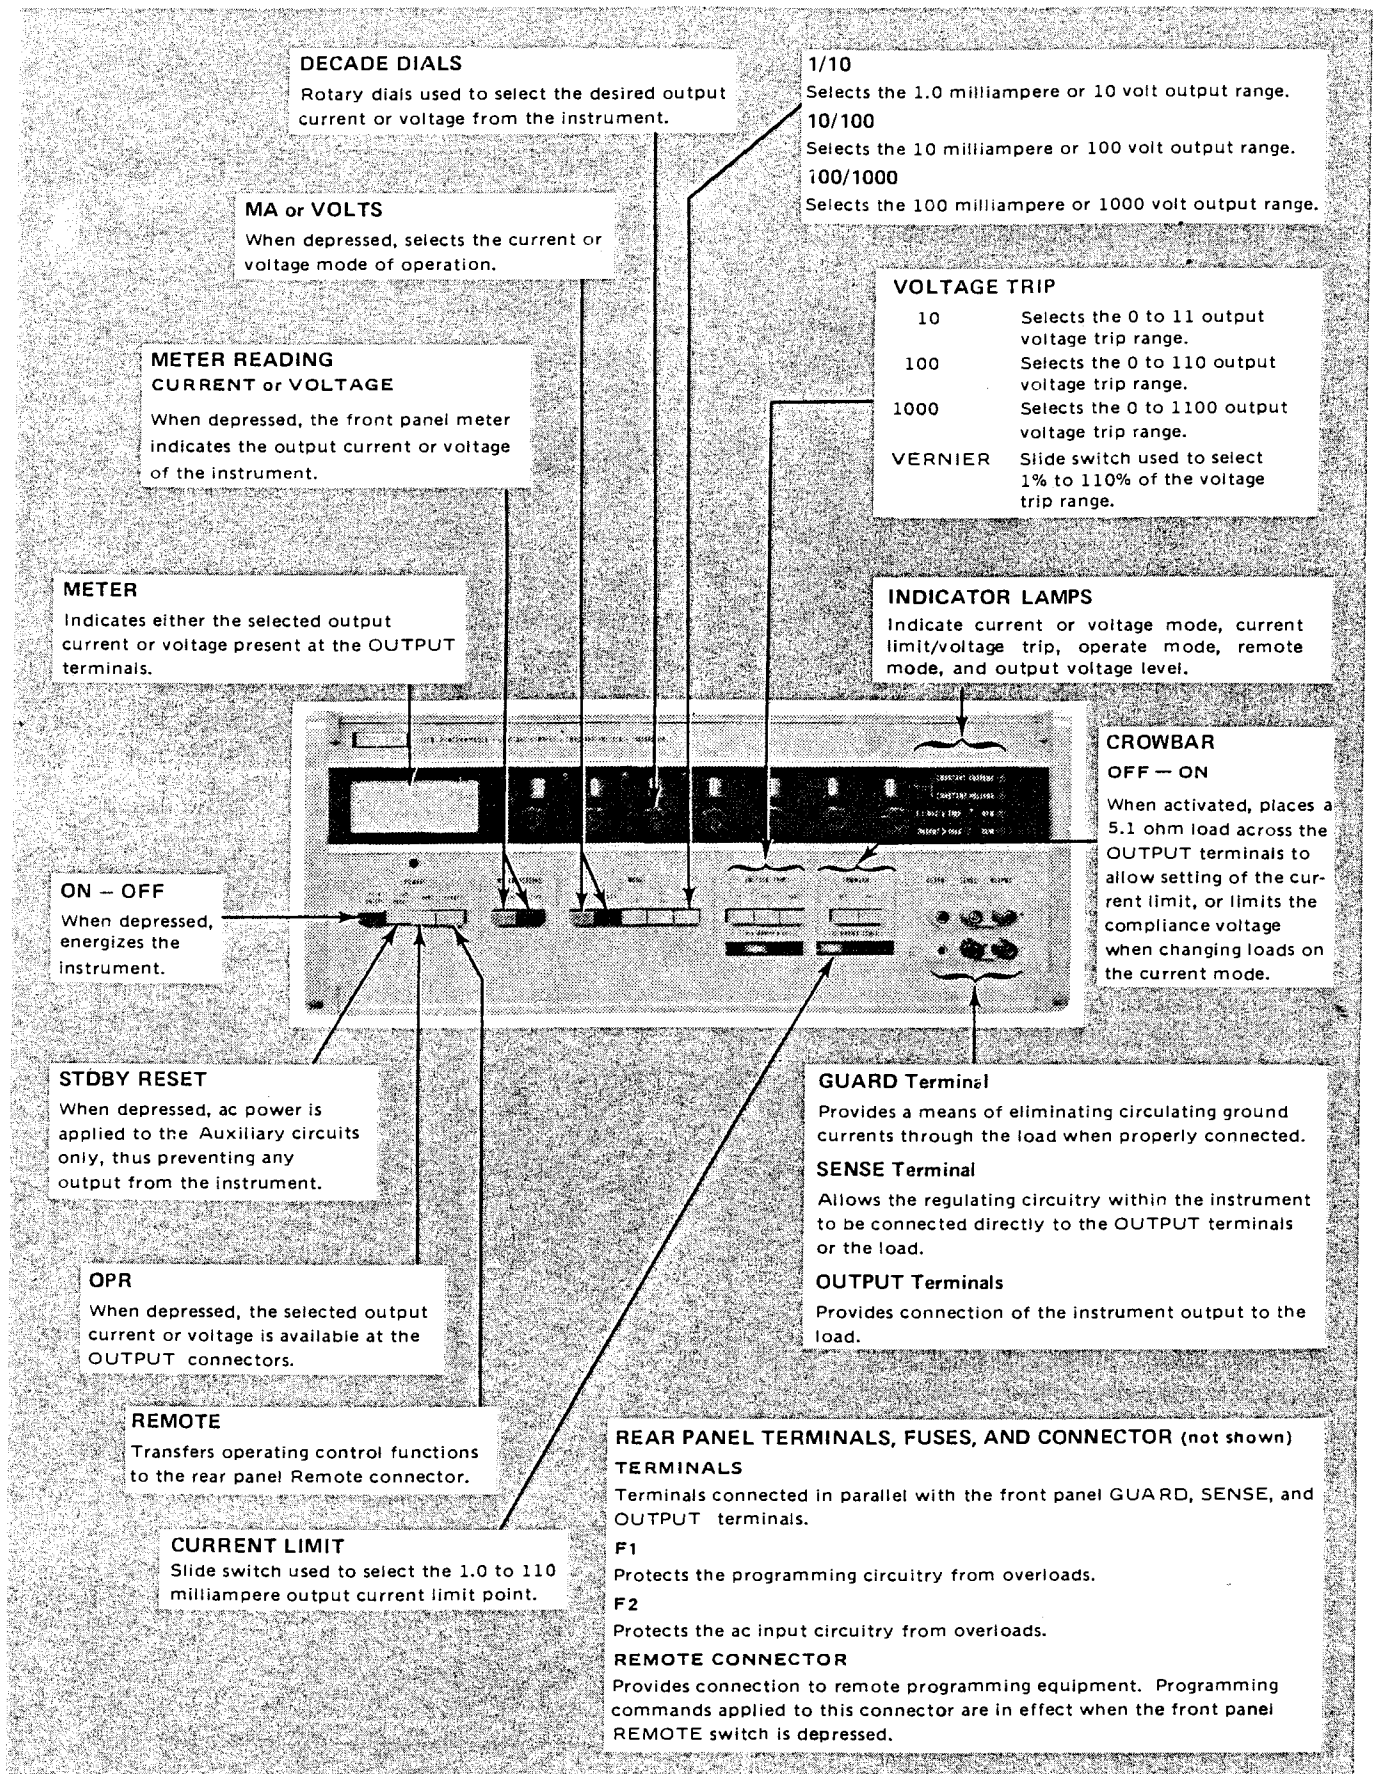 DECADE DIALS
Rotary dials used to select the desired output
current or voltage from the instrument.
1/10
Selects the 1.0 milliampere or 10 volt output range.
10/100
Selects the 10 milliampere or 100 volt output range.
100/1000
Selects the 100 milliampere or 1000 volt output range.
MA or VOLTS
When depressed, selects the current or
voltage mode of operation.
VOLTAGE TRIP
10 Selects the 0 to 11 output
voltage trip range.
100 Selects the 0 to 110 output
voltage trip range.
1000 Selects the 0 to 1100 output
voltage trip range.
VERNIER Slide switch used to select
1% to 110% of the voltage
trip range.
METER READING
CURRENT or VOLTAGE
When depressed, the front panel meter
indicates the output current or voltage
of the instrument.
METER
Indicates either the selected output
current or voltage present at the OUTPUT
terminals.
INDICATOR LAMPS
Indicate current or voltage mode, current
limit/voltage trip, operate mode, remote
mode, and output voltage level.
CROWBAR
OFF — ON
When activated, places a
5.1 ohm load across the
OUTPUT terminals to
allow setting of the cur-
rent limit, or limits the
compliance voltage
when changing loads on
the current mode.
ON — OFF
When depressed,
energizes the
instrument.
STDBY RESET
When depressed, ac power is
applied to the Auxiliary circuits
only, thus preventing any
output from the instrument.
GUARD Terminal
Provides a means of eliminating circulating ground
currents through the load when properly connected.
SENSE Terminal
Allows the regulating circuitry within the instrument
to be connected directly to the OUTPUT terminals
or the load.
OUTPUT Terminals
Provides connection of the instrument output to the
load.
OPR
When depressed, the selected output
current or voltage is available at the
OUTPUT connectors.
REMOTE
Transfers operating control functions
to the rear panel Remote connector.
CURRENT LIMIT
Slide switch used to select the 1.0 to 110
milliampere output current limit point.
REAR PANEL TERMINALS, FUSES, AND CONNECTOR (not shown)
TERMINALS
Terminals connected in parallel with the front panel GUARD, SENSE, and
OUTPUT terminals.
F1
Protects the programming circuitry from overloads.
F2
Protects the ac input circuitry from overloads.
REMOTE CONNECTOR
Provides connection to remote programming equipment. Programming
commands applied to this connector are in effect when the front panel
REMOTE switch is depressed.